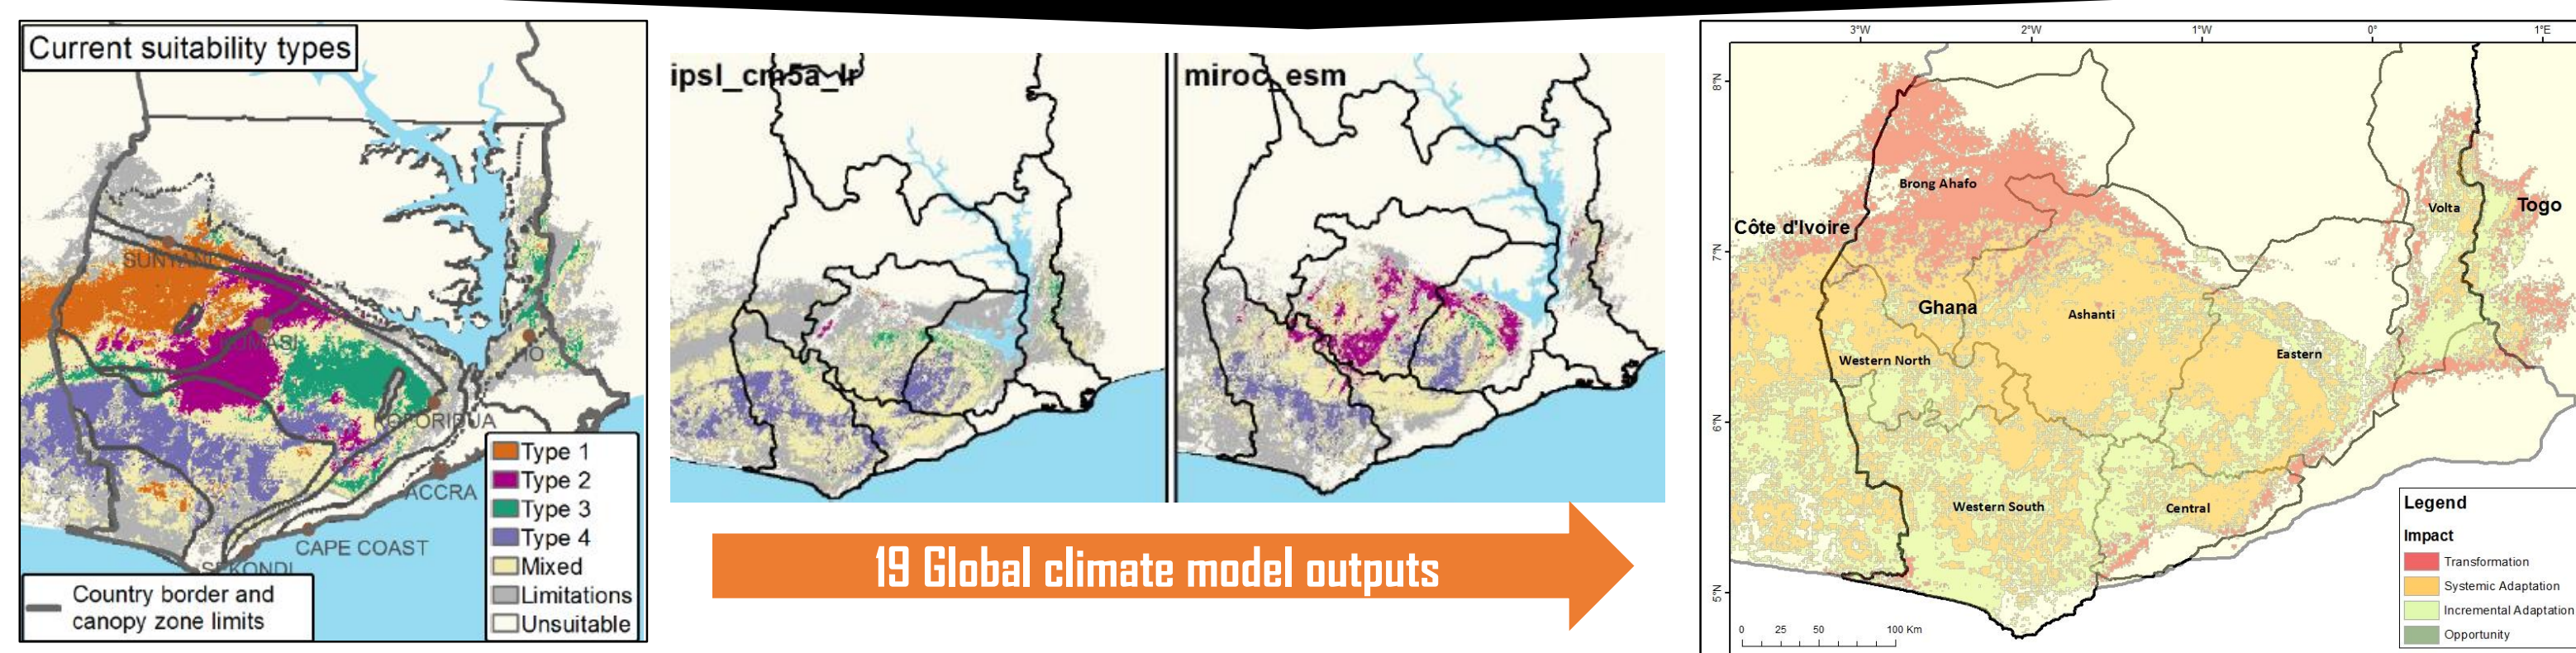 Current suitability types
SUNYANI
KUMASI
HO
KOFORIDUA
ACCRA
CAPE COAST
SEKONDI
Type 1
Type 2
Type 3
Type 4
Mixed
Limitations
Unsuitable
Country border and
canopy zone limits
ipsl_cm5a_lr
miroc_esm
19 Global climate model outputs
3°W
2°W
1°W
0°
1°E
8°N
7°N
6°N
5°N
Brong Ahafo
Côte d'Ivoire
Volta
Togo
Ghana
Ashanti
Western North
Eastern
Western South
Central
Legend
Impact
Transformation
Systemic Adaptation
Incremental Adaptation
Opportunity
0 25 50 100 Km